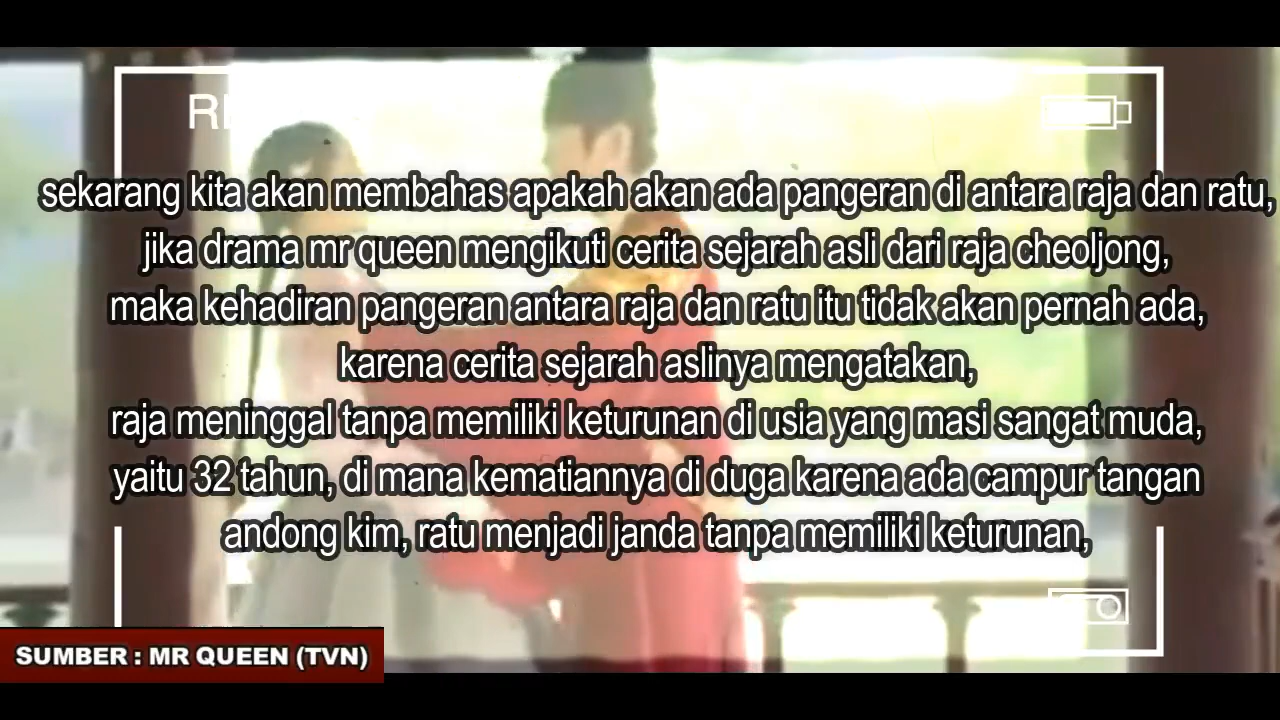 sekarang kita akan membahas apakah akan ada pangeran di antara raja dan ratu,
jika drama mr queen mengikuti cerita sejarah asli dari raja cheoljong,
maka kehadiran pangeran antara raja dan ratu itu tidak akan pernah ada,
karena cerita sejarah aslinya mengatakan,
raja meninggal tanpa memiliki keturunan di usia yang masi sangat muda,
yaitu 32 tahun, di mana kematiannya di duga karena ada campur tangan
andong kim, ratu menjadi janda tanpa memiliki keturunan,
SUMBER : MR QUEEN (TVN)